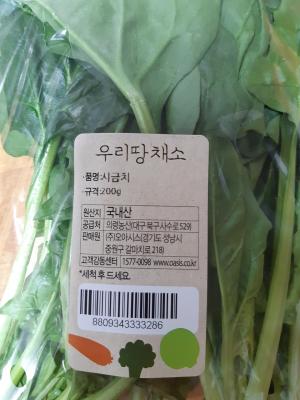 우리땅채소
·품명:시금치
·규격:200g
원산지 국내산
공급처 의령농산(대구 북구 사수로 529)
판매원 (주)오아시스(경기도 성남시
중원구 갈마치로 218)
고객감동센터 1577-0098 www.oasis.co.kr
*세척 후 드세요.
8809343333286